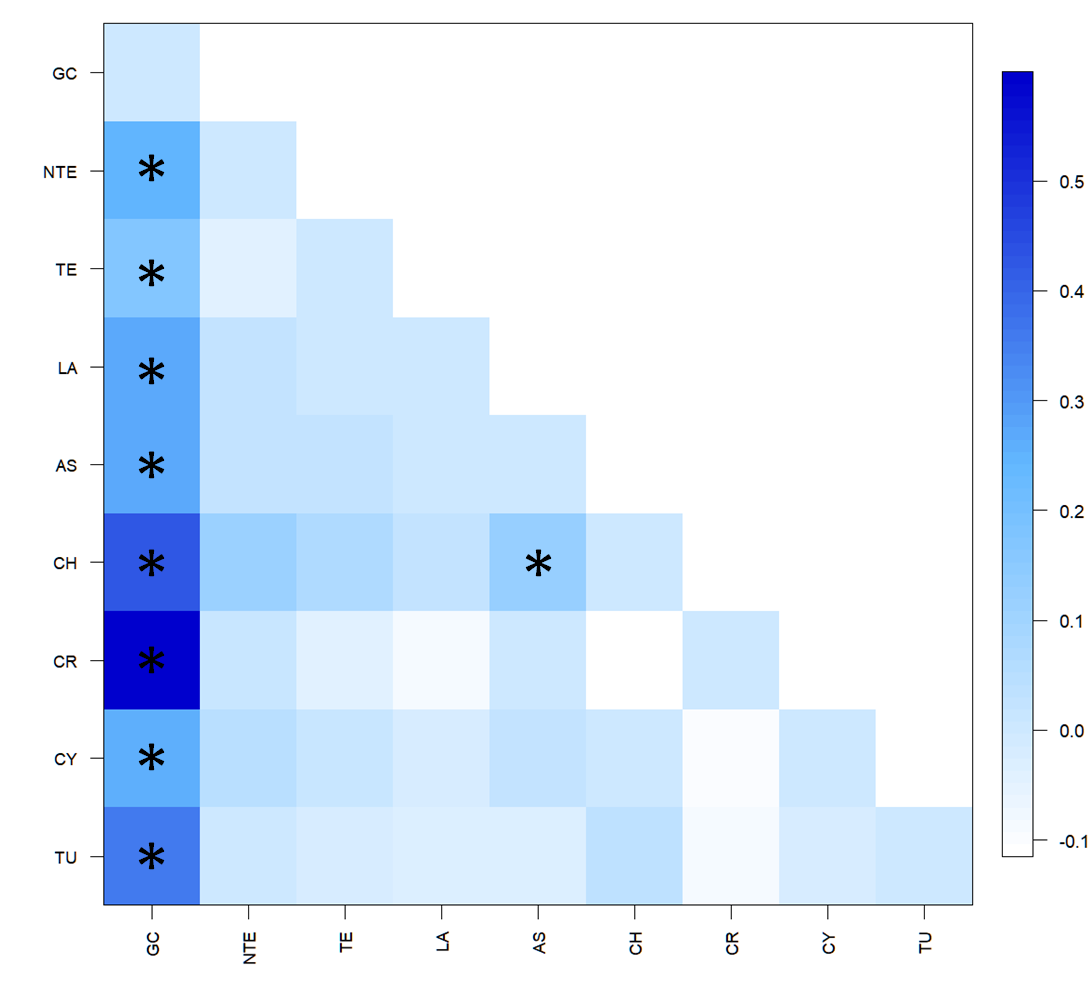 GC
NTE *
TE *
LA *
AS *
CH * *
CR *
CY *
TU *
GC NTE TE LA AS CH CR CY TU
0.5
0.4
0.3
0.2
0.1
0.0
-0.1